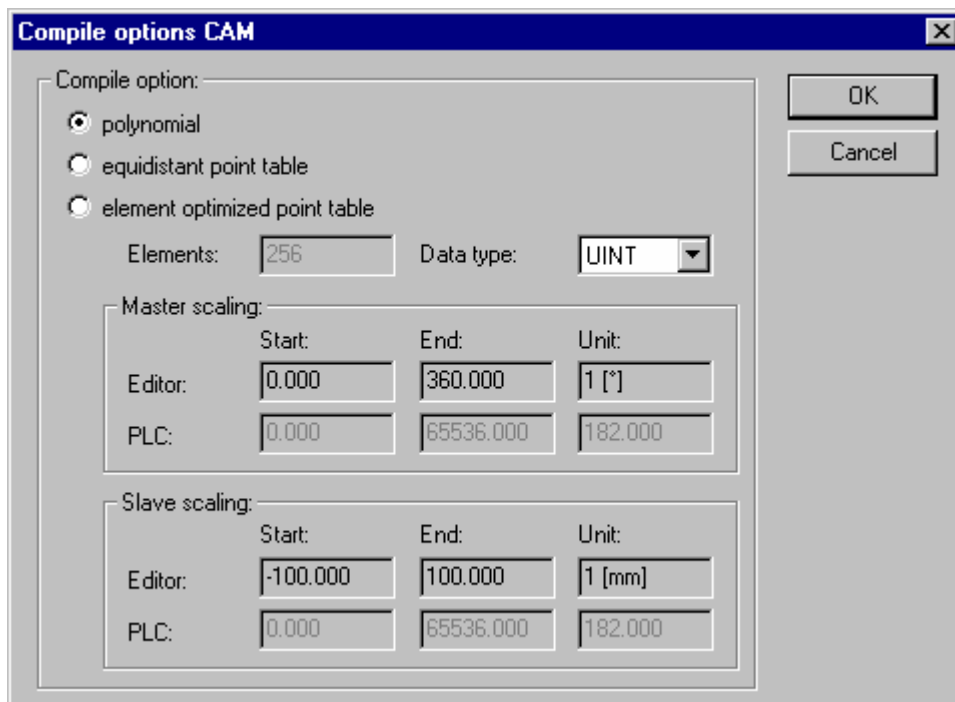 Compile options CAM
Compile option:
OK
polynomial
Cancel
equidistant point table
element optimized point table
Elements: 256 Data type: UINT
Master scaling:
Start: End: Unit:
Editor: 0.000 360.000 1 [°]
PLC: 0.000 65536.000 182.000
Slave scaling:
Start: End: Unit:
Editor: -100.000 100.000 1 [mm]
PLC: 0.000 65536.000 182.000